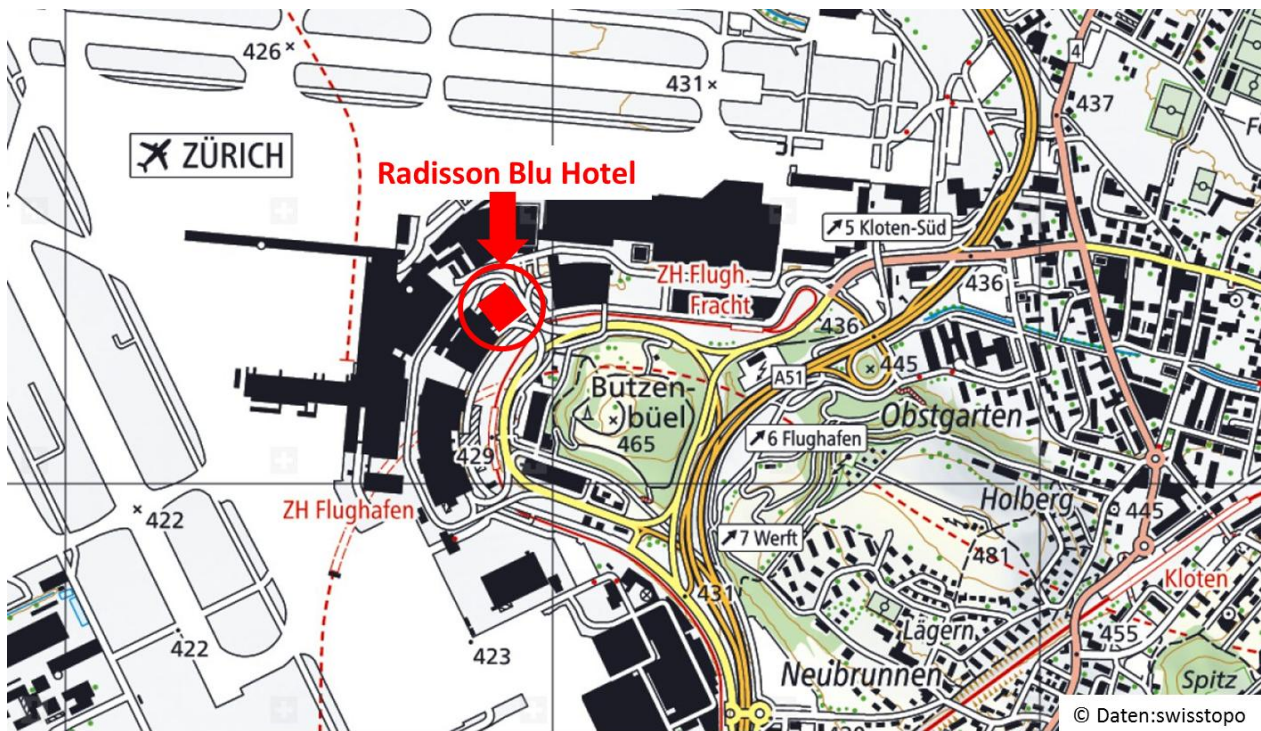 426
431
4
437
ZÜRICH
Radisson Blu Hotel
5 Kloten-Süd
ZH Flugh.
Fracht
436
436
A51
445
Butzen-
büel
465
Obstgarten
6 Flughafen
429
ZH Flughafen
422
Holberg
445
7 Werft
481
Kloten
431
422
423
Lägern
455
Neubrunnen
Spitz
© Daten:swisstopo